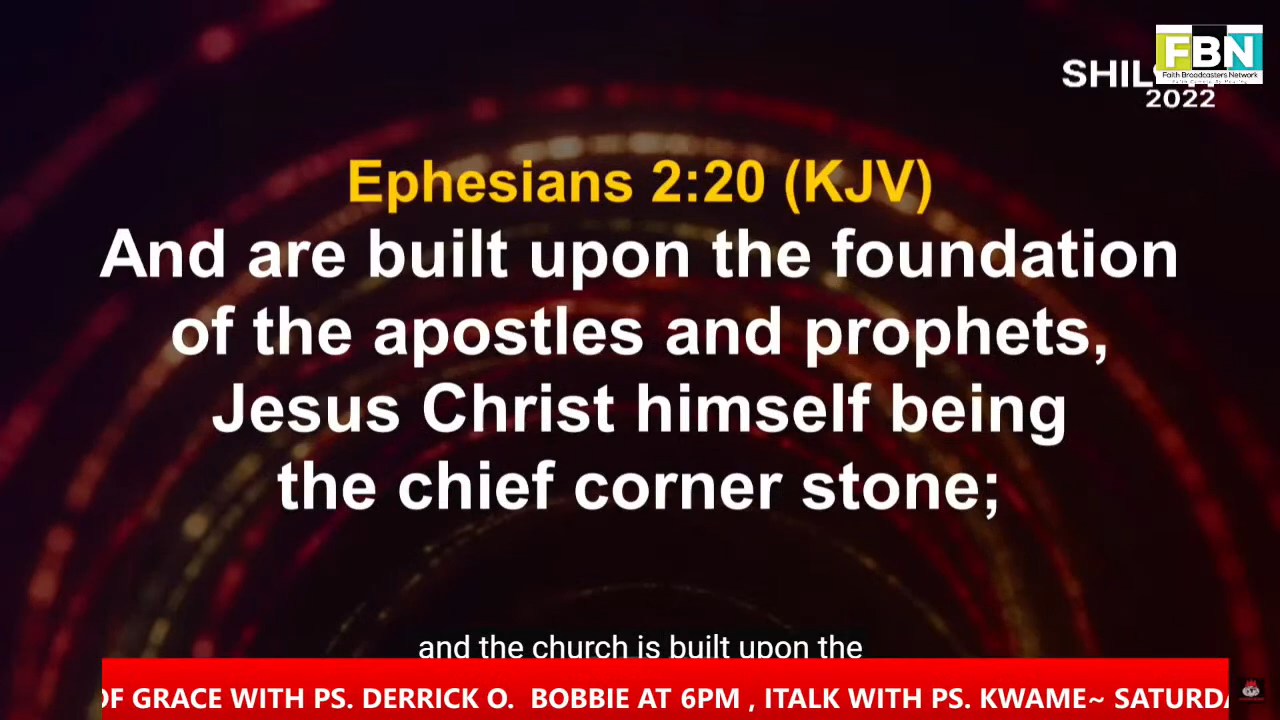 FBN
Faith Broadcasters Network
2022
Ephesians 2:20 (KJV)
And are built upon the foundation
of the apostles and prophets,
Jesus Christ himself being
the chief corner stone;
and the church is built upon the
OF GRACE WITH PS. DERRICK O. BOBBIE AT 6PM , ITALK WITH PS. KWAME~ SATURDA